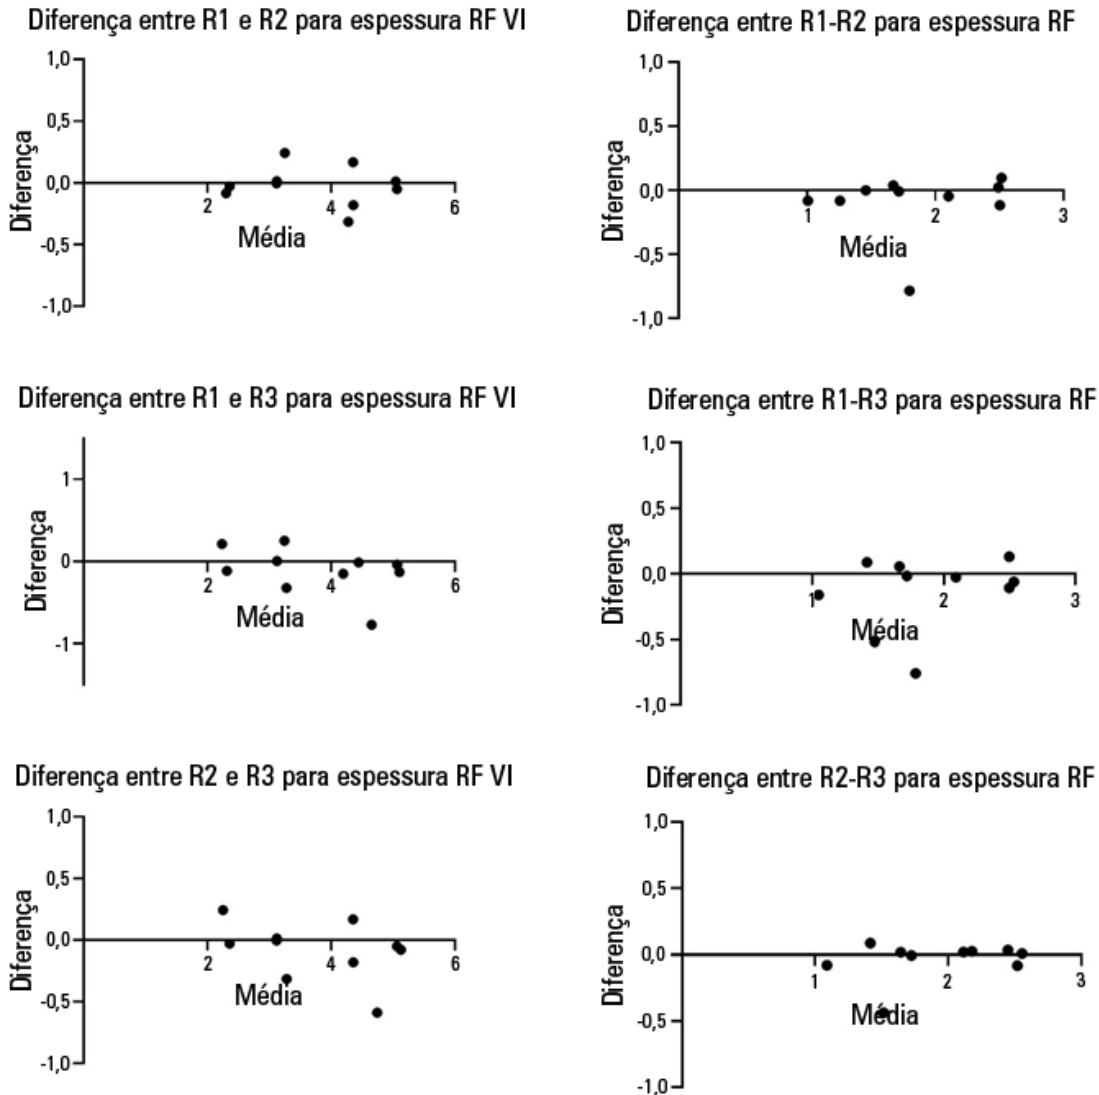 Diferença entre R1 e R2 para espessura RF VI
1,0
0,5
0,0
-0,5
-1,0
Diferença
2
4
6
Média
Diferença entre R1-R2 para espessura RF
1,0
0,5
0,0
-0,5
-1,0
Diferença
1
2
3
Média
Diferença entre R1 e R3 para espessura RF VI
1
0
-1
Diferença
2
4
6
Média
Diferença entre R1-R3 para espessura RF
1,0
0,5
0,0
-0,5
-1,0
Diferença
1
2
3
Média
Diferença entre R2 e R3 para espessura RF VI
1,0
0,5
0,0
-0,5
-1,0
Diferença
2
4
6
Média
Diferença entre R2-R3 para espessura RF
1,0
0,5
0,0
-0,5
-1,0
Diferença
1
2
3
Média